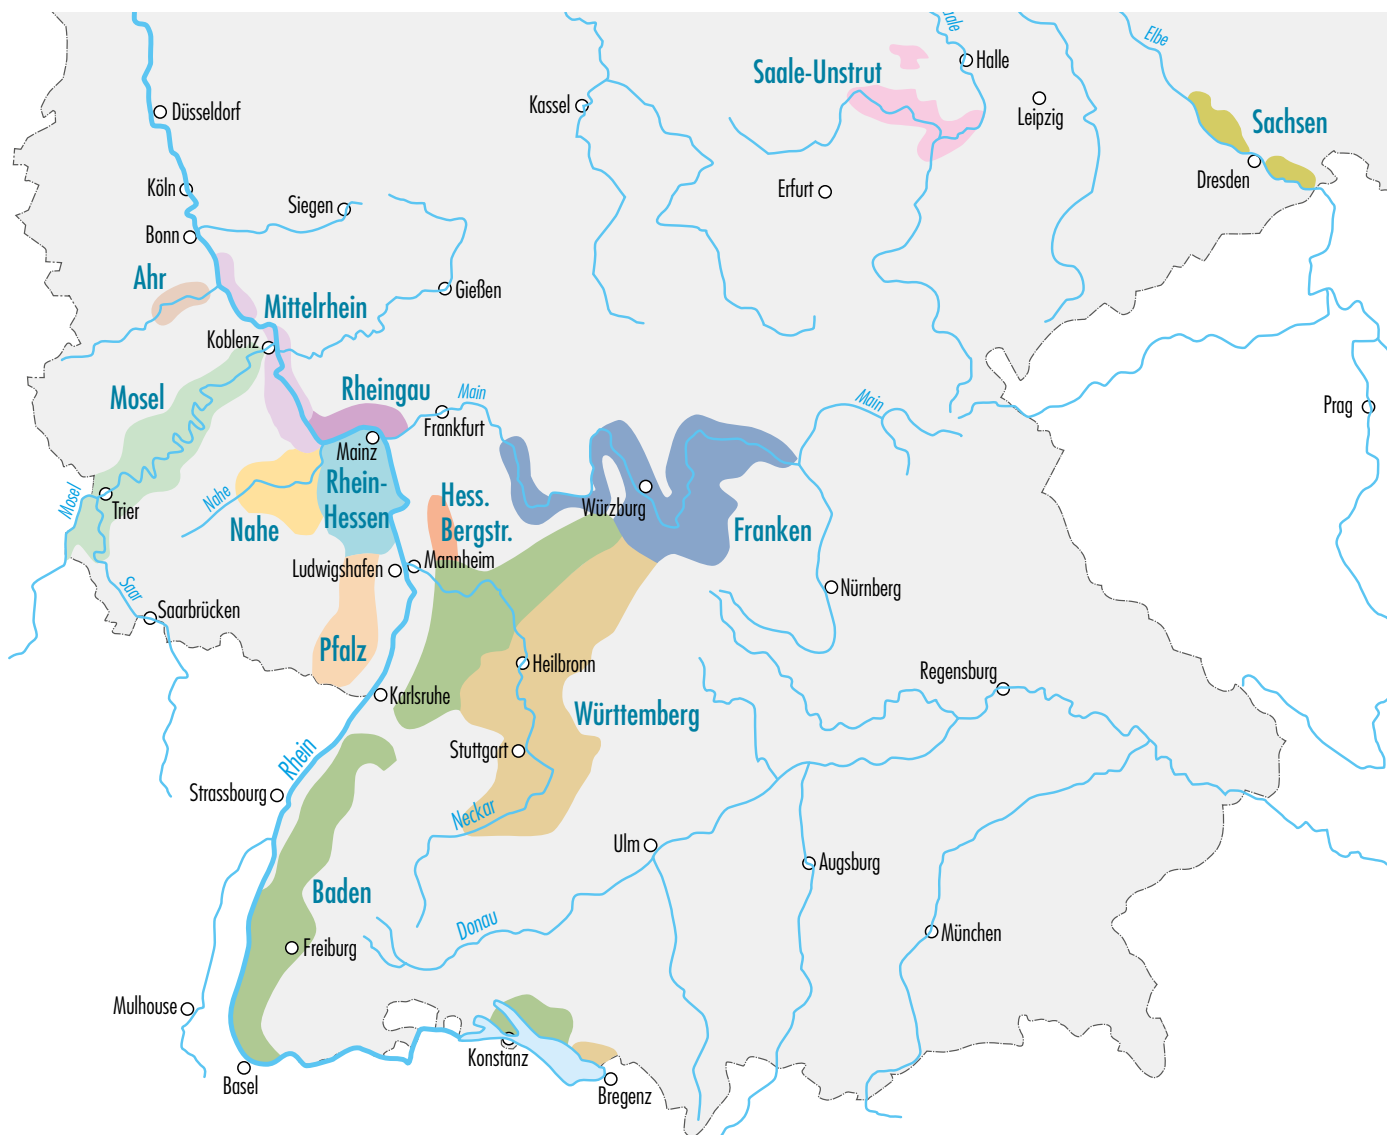 aale
Elbe
Halle
Saale-Unstrut
Kassel
Düsseldorf
Leipzig
Sachsen
Dresden
Köln
Siegen
Erfurt
Bonn
Ahr
Gießen
Mittelrhein
Koblenz
Mosel
Rheingau
Main
Main
Frankfurt
Prag
Mainz
Mosel
Trier
Nahe
Rhein-
Hessen
Hess.
Bergstr.
Würzburg
Nahe
Franken
Ludwigshafen
Mannheim
Saar
Saarbrücken
Nürnberg
Pfalz
Heilbronn
Regensburg
Karlsruhe
Württemberg
Stuttgart
Rhein
Strassbourg
Neckar
Ulm
Augsburg
Baden
Donau
München
Freiburg
Mulhouse
Konstanz
Basel
Bregenz